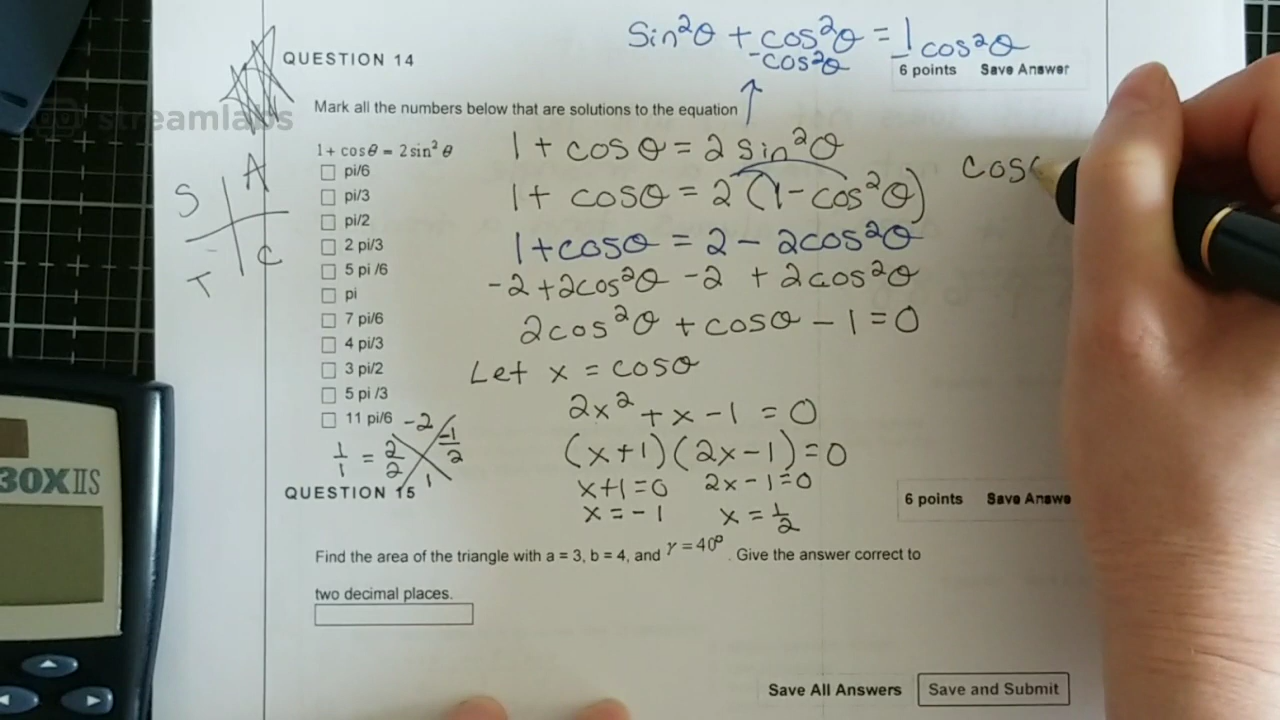 sin²θ + cos²θ = 1
-cos²θ - cos²θ
QUESTION 14
6 points Save Answer
streamlabs
Mark all the numbers below that are solutions to the equation
1 + cosθ = 2sin²θ
pi/6
pi/3
pi/2
2 pi/3
5 pi /6
pi
7 pi/6
4 pi/3
3 pi/2
5 pi /3
11 pi/6
S A
T C
1 + cosθ = 2 sin²θ
1 + cosθ = 2 (1 - cos²θ)
1 + cosθ = 2 - 2cos²θ
-2 + 2cos²θ -2 + 2cos²θ
2cos²θ + cosθ - 1 = 0
Let x = cosθ
2x² + x - 1 = 0
(x+1)(2x-1) = 0
x+1=0 2x-1=0
x = -1 x = 1/2
-2
1/1 = 2/2 -1/2
1
cos
QUESTION 15
6 points Save Answe
Find the area of the triangle with a = 3, b = 4, and γ = 40° . Give the answer correct to
two decimal places.
Save All Answers Save and Submit
30X IIS